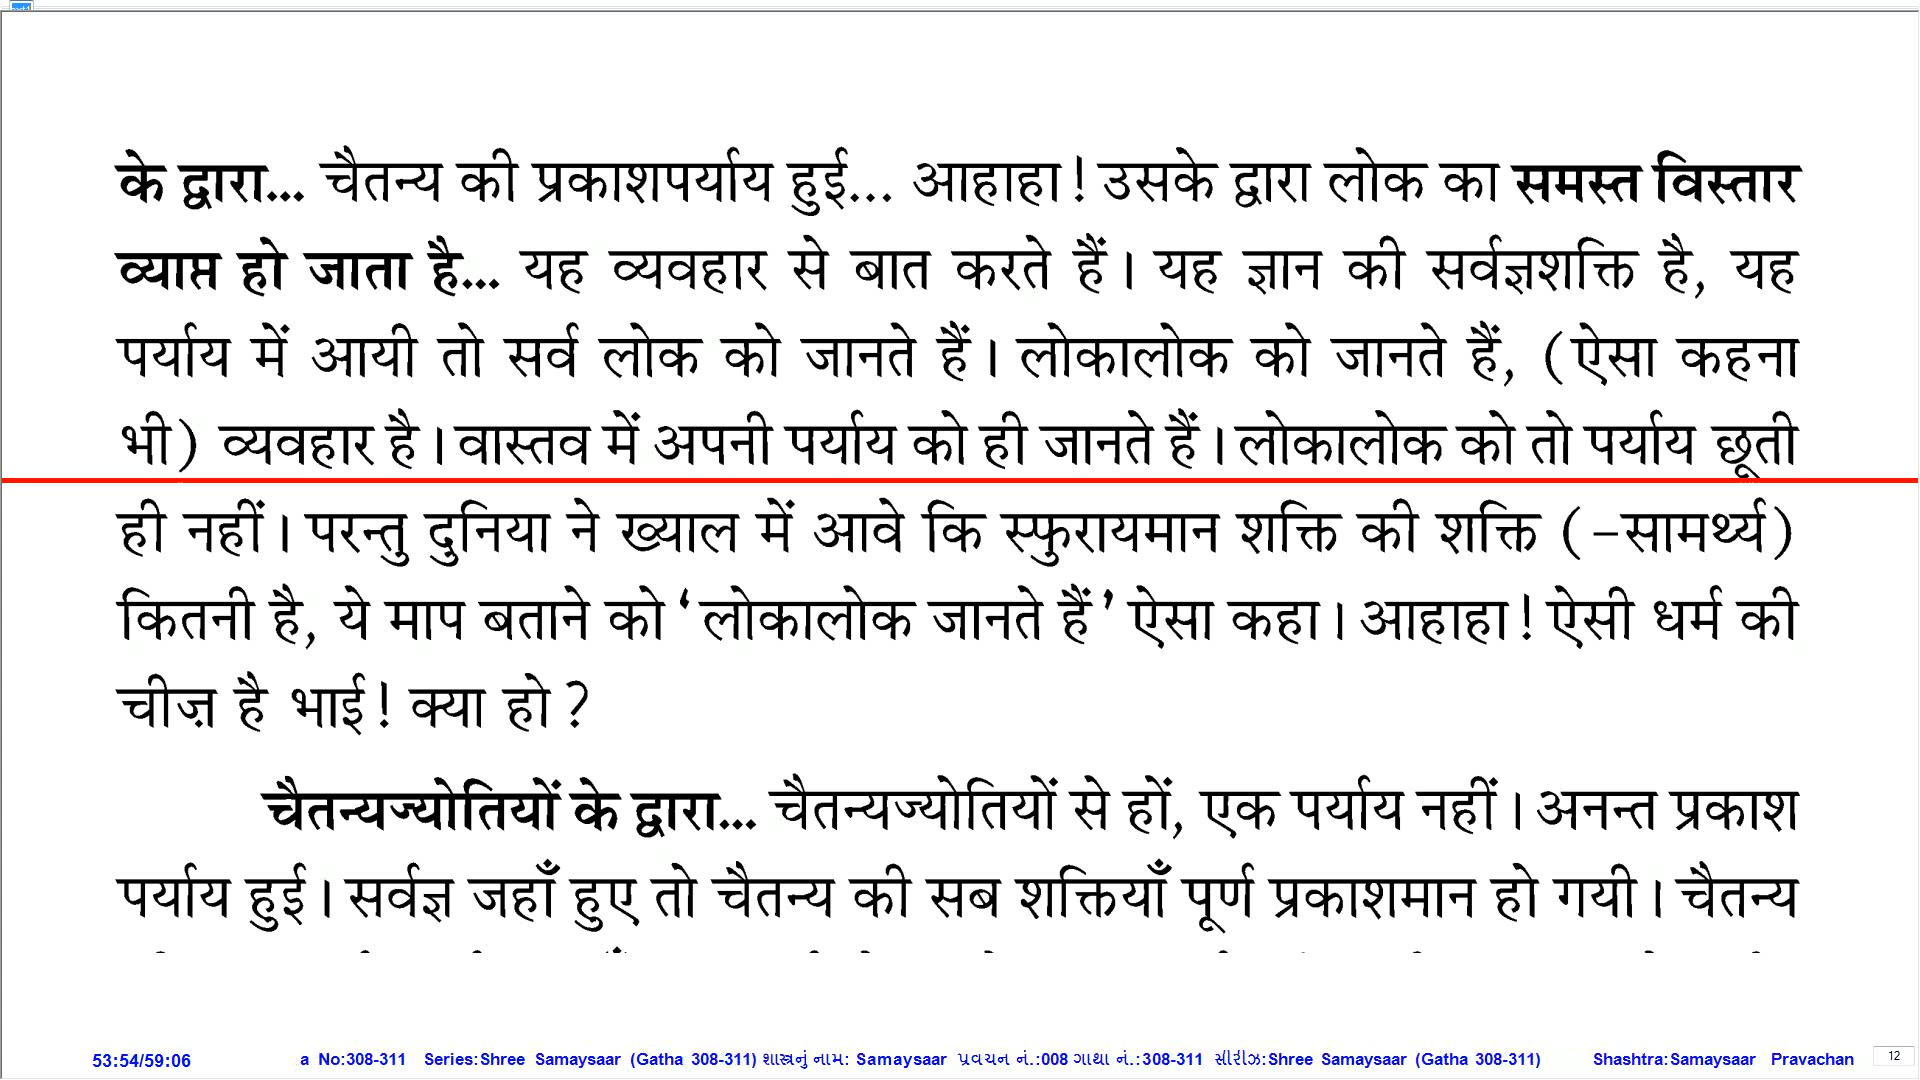 के द्वारा... चैतन्य की प्रकाशपर्याय हुई... आहाहा! उसके द्वारा लोक का समस्त विस्तार
व्याप्त हो जाता है... यह व्यवहार से बात करते हैं। यह ज्ञान की सर्वज्ञशक्ति है, यह
पर्याय में आयी तो सर्व लोक को जानते हैं। लोकालोक को जानते हैं, (ऐसा कहना
भी) व्यवहार है। वास्तव में अपनी पर्याय को ही जानते हैं। लोकालोक को तो पर्याय छूती
ही नहीं। परन्तु दुनिया ने ख्याल में आवे कि स्फुरायमान शक्ति की शक्ति (-सामर्थ्य)
कितनी है, ये माप बताने को ‘लोकालोक जानते हैं’ ऐसा कहा। आहाहा! ऐसी धर्म की
चीज़ है भाई! क्या हो?
चैतन्यज्योतियों के द्वारा... चैतन्यज्योतियों से हों, एक पर्याय नहीं। अनन्त प्रकाश
पर्याय हुई। सर्वज्ञ जहाँ हुए तो चैतन्य की सब शक्तियाँ पूर्ण प्रकाशमान हो गयी। चैतन्य
53:54/59:06 a No:308-311 Series:Shree Samaysaar (Gatha 308-311) શાસ્ત્રનું નામ: Samaysaar પ્રવચન નં.:008 ગાથા નં.:308-311 સીરીઝ:Shree Samaysaar (Gatha 308-311) Shashtra:Samaysaar Pravachan 12